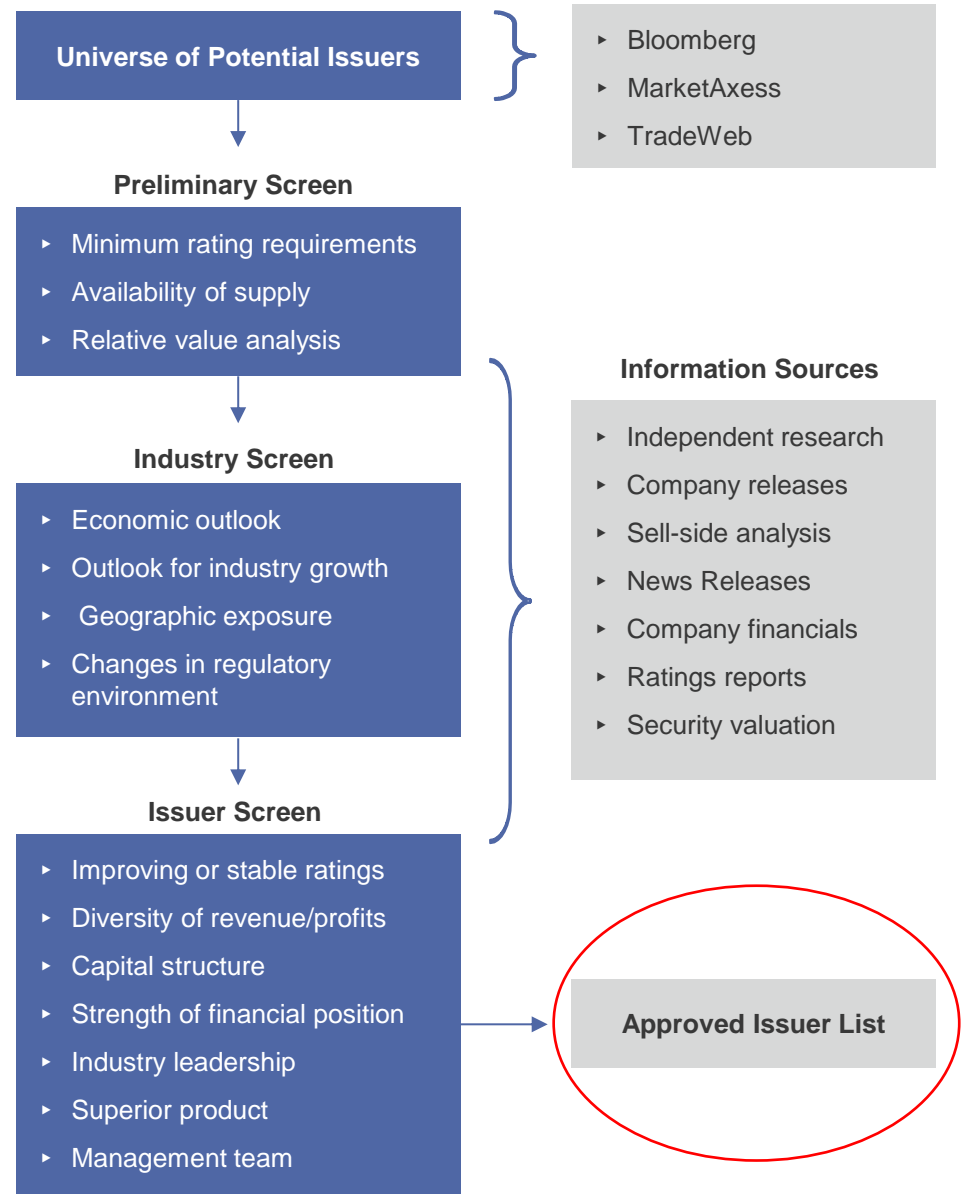 Universe of Potential Issuers
▸ Bloomberg
▸ MarketAxess
▸ TradeWeb
Preliminary Screen
▸ Minimum rating requirements
▸ Availability of supply
▸ Relative value analysis
Industry Screen
▸ Economic outlook
▸ Outlook for industry growth
▸ Geographic exposure
▸ Changes in regulatory
environment
Information Sources
▸ Independent research
▸ Company releases
▸ Sell-side analysis
▸ News Releases
▸ Company financials
▸ Ratings reports
▸ Security valuation
Issuer Screen
▸ Improving or stable ratings
▸ Diversity of revenue/profits
▸ Capital structure
▸ Strength of financial position
▸ Industry leadership
▸ Superior product
▸ Management team
Approved Issuer List